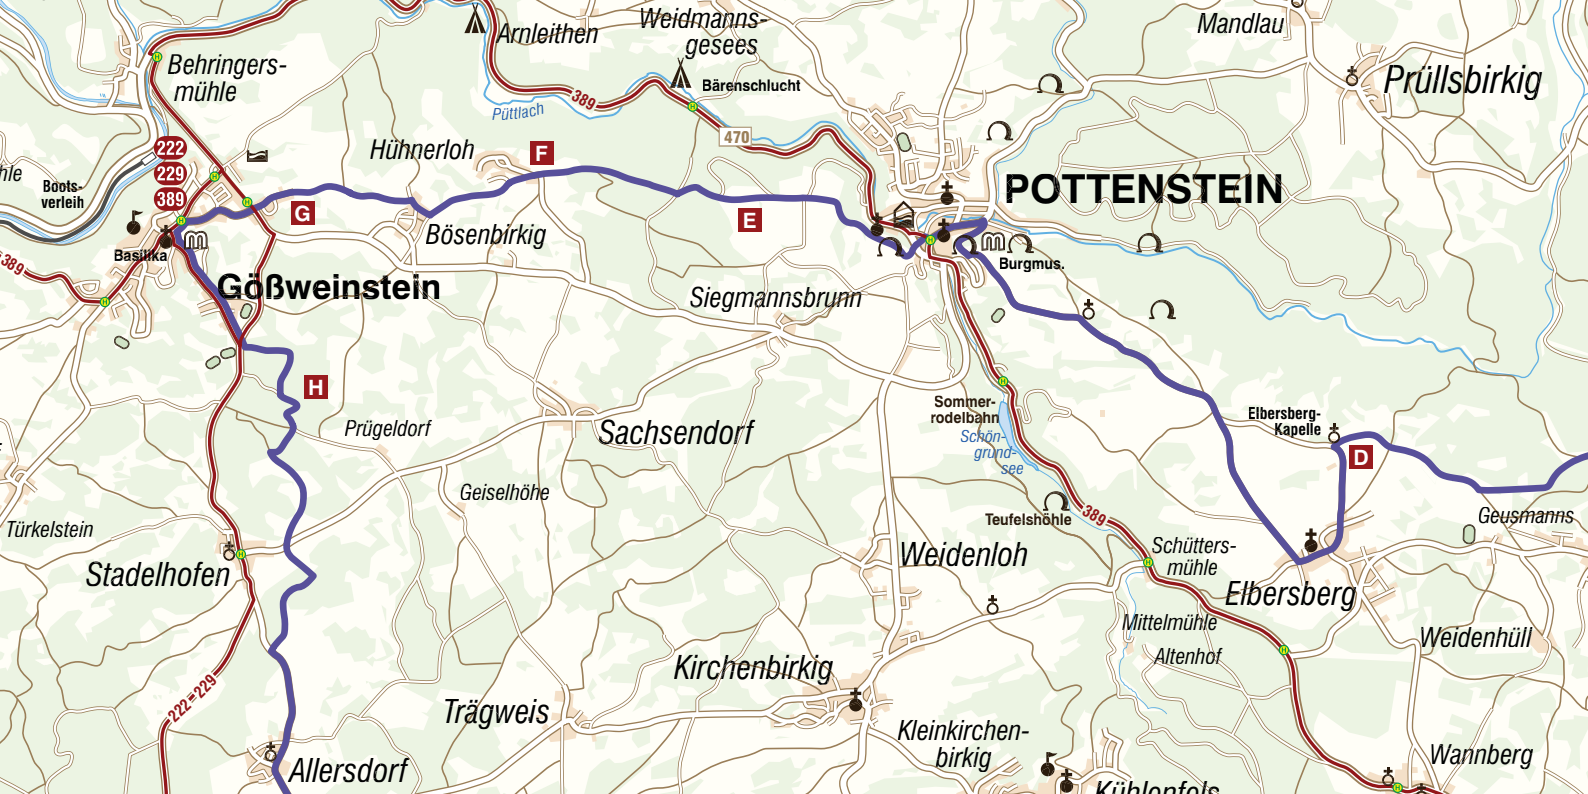 Arnleithen
Weidmanns-
gesees
Mandlau
Behringers-
mühle
Bärenschlucht
Prüllsbirkig
389
Püttlach
470
Hühnerloh
F
222
229
389
hle
Boots-
verleih
POTTENSTEIN
G
E
Bösenbirkig
Basilika
389
Burgmus.
Gößweinstein
Siegmannsbrunn
H
Sommer-
rodelbahn
Schön-
grund-
see
Elbersberg-
Kapelle
D
Prügeldorf
Sachsendorf
Geiselhöhe
Türkelstein
Teufelshöhle
389
Geusmanns
Stadelhofen
Weidenloh
Schütters-
mühle
Elbersberg
Mittelmühle
Altenhof
Weidenhüll
Kirchenbirkig
222=229
Trägweis
Kleinkirchen-
birkig
Wannberg
Allersdorf
Kühlenfels